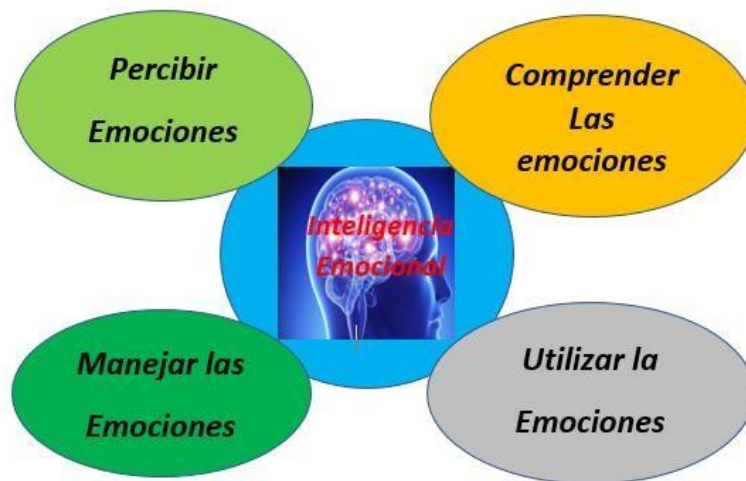 Percibir
Emociones
Comprender
Las
emociones
Inteligencia
Emocional
Manejar las
Emociones
Utilizar la
Emociones